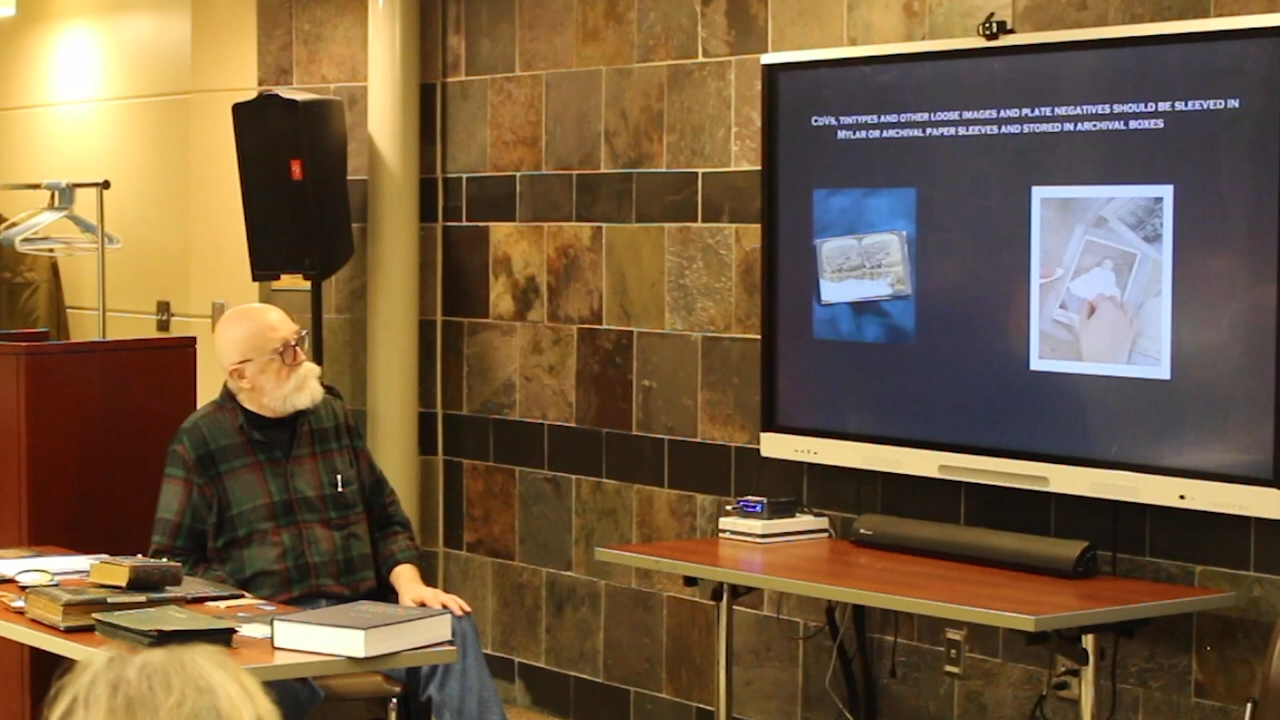 CDVS, TINTYPES AND OTHER LOOSE IMAGES AND PLATE NEGATIVES SHOULD BE SLEEVED IN
MYLAR OR ARCHIVAL PAPER SLEEVES AND STORED IN ARCHIVAL BOXES